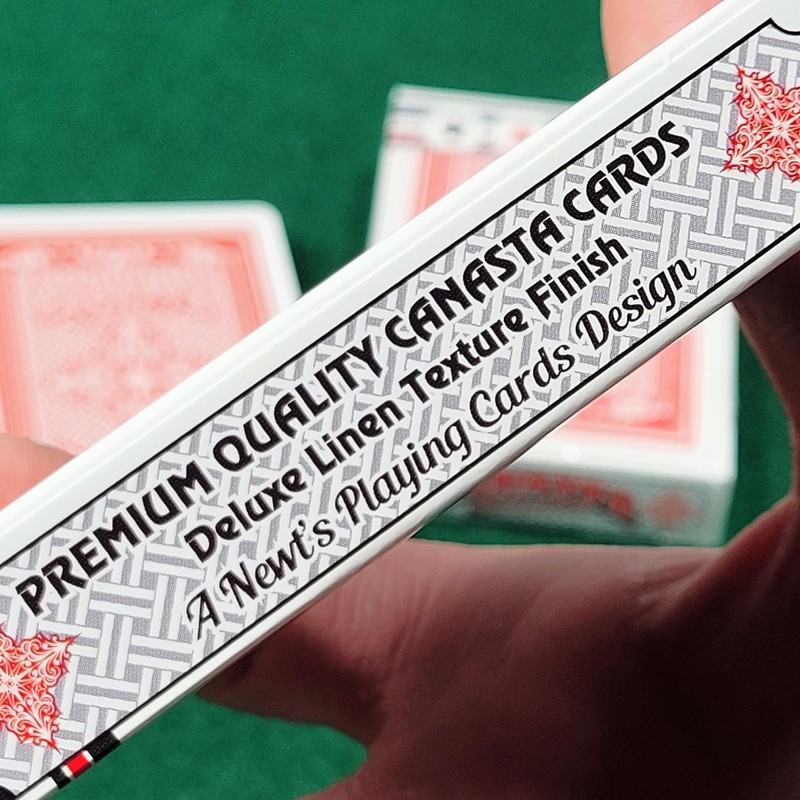 PREMIUM QUALITY CANASTA CARDS
Deluxe Linen Texture Finish
A Newt's Playing Cards Design